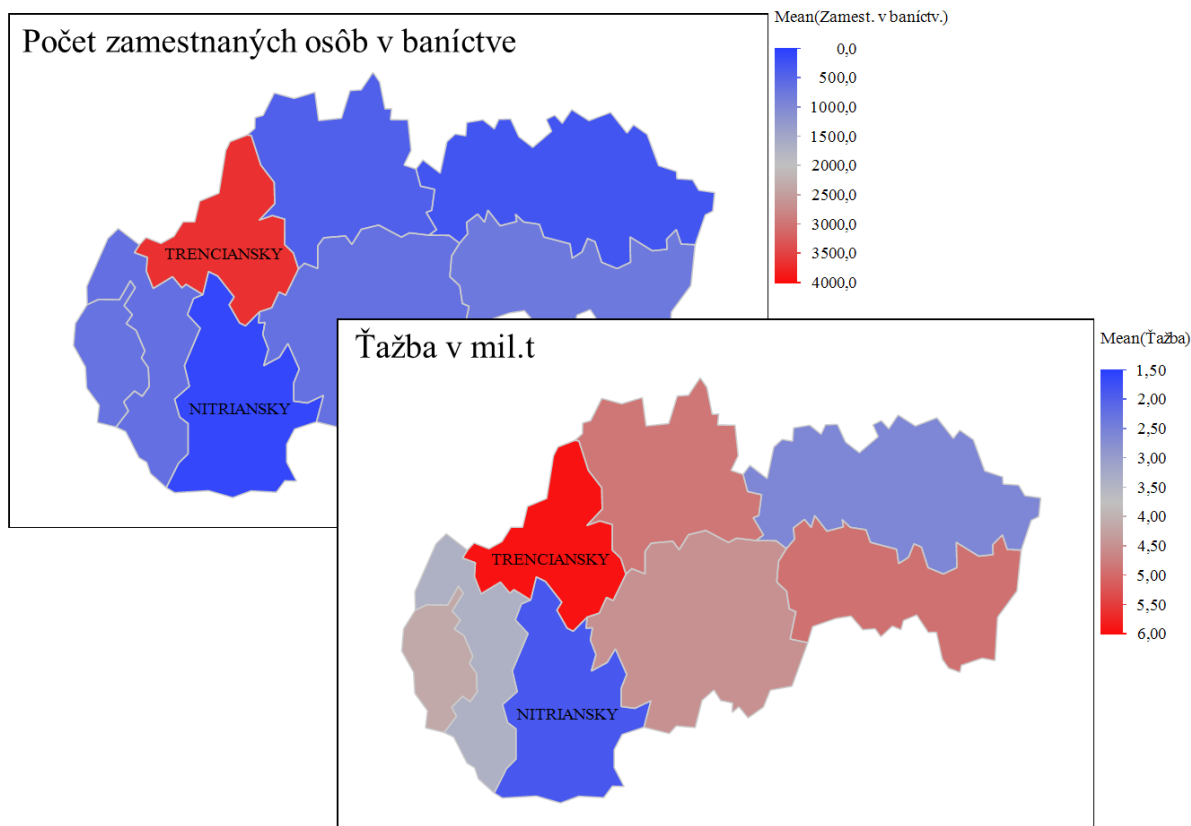 Počet zamestnaných osôb v baníctve
TRENCIANSKY
NITRIANSKY
Mean(Zamest. v baníctv.)
0,0
500,0
1000,0
1500,0
2000,0
2500,0
3000,0
3500,0
4000,0
Ťažba v mil.t
TRENCIANSKY
NITRIANSKY
Mean(Ťažba)
1,50
2,00
2,50
3,00
3,50
4,00
4,50
5,00
5,50
6,00